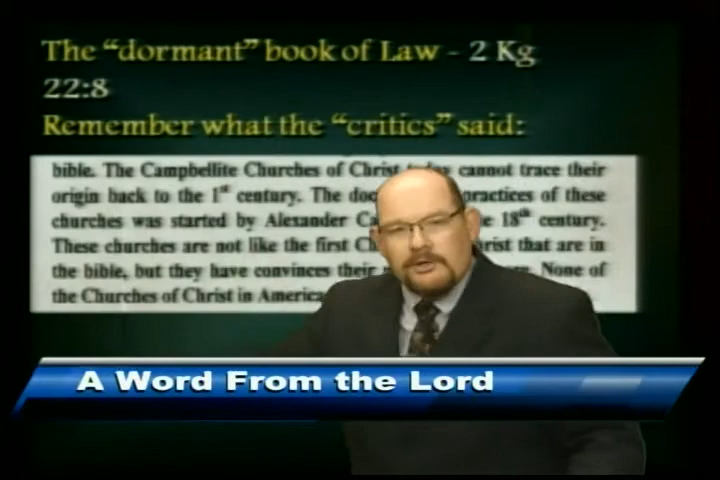 The “dormant” book of Law - 2 Kg
22:8
Remember what the “critics” said:
bible. The Campbellite Churches of Christ cannot trace their
origin back to the 1st century. The practices of these
churches was started by Alexander 18th century.
These churches are not like the first that are in
the bible, but they have convinces their None of
the Churches of Christ in America
A Word From the Lord